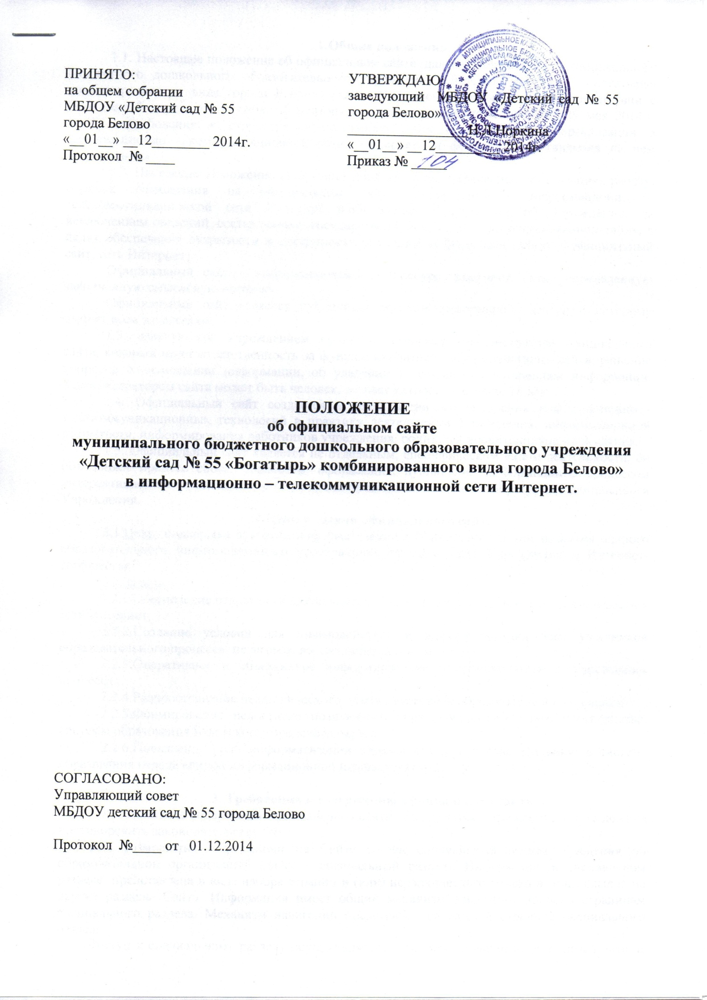 ПРИНЯТО:
на общем собрании
МБДОУ «Детский сад № 55
города Белово
«__01__» __12________ 2014г.
Протокол № ____
УТВЕРЖДАЮ
заведующий МБДОУ «Детский сад № 55
города Белово»
Н.Д.Норкина
«__01__» __12___________ 2014г.
Приказ № 104
ПОЛОЖЕНИЕ
об официальном сайте
муниципального бюджетного дошкольного образовательного учреждения
«Детский сад № 55 «Богатырь» комбинированного вида города Белово»
в информационно – телекоммуникационной сети Интернет.
СОГЛАСОВАНО:
Управляющий совет
МБДОУ детский сад № 55 города Белово
Протокол №____ от 01.12.2014